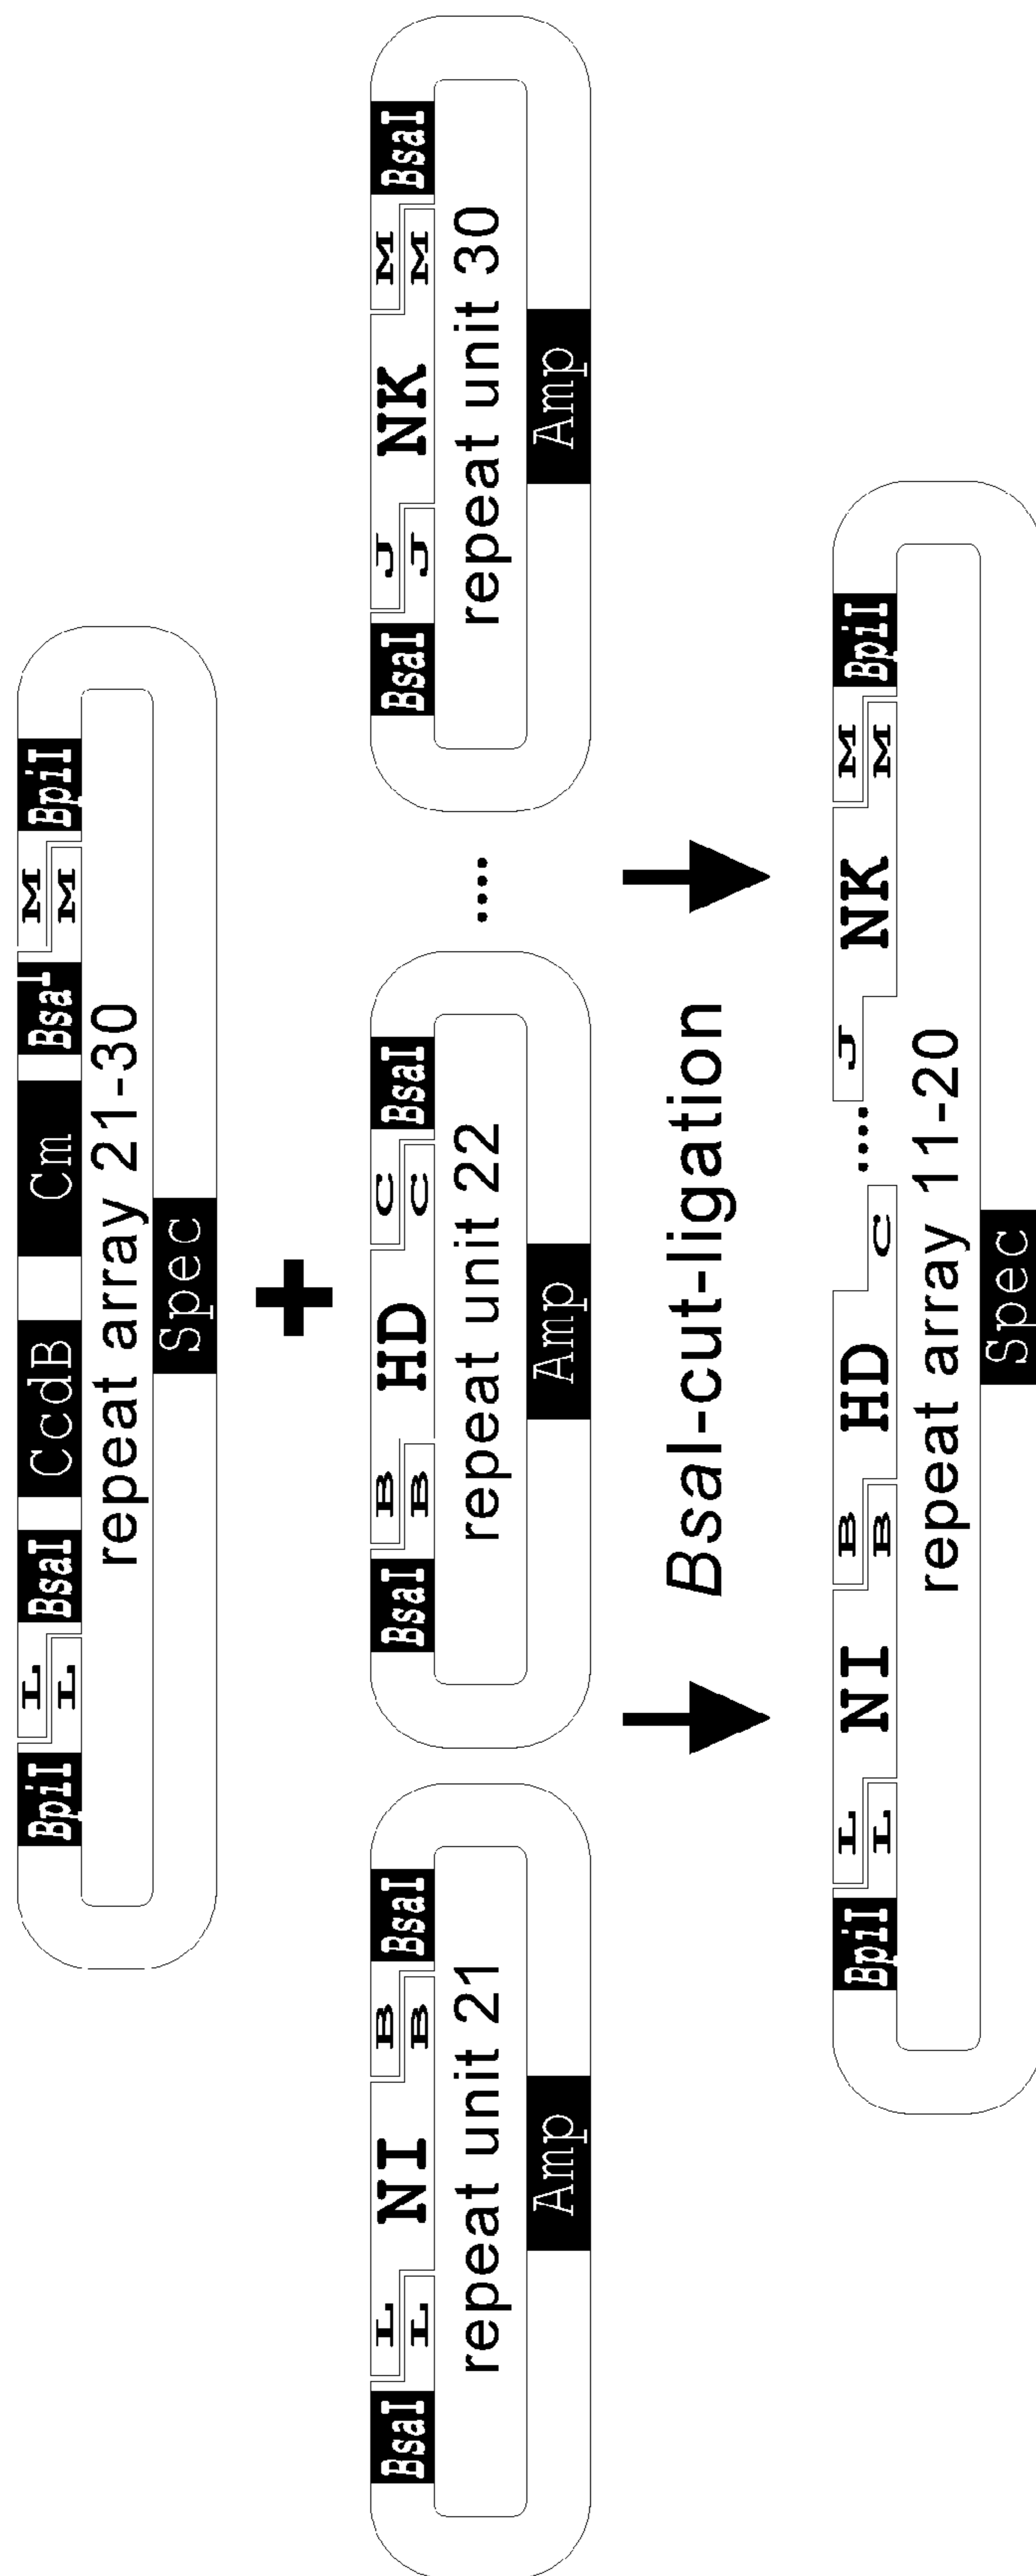 BpiI L BsaI CcdB Cm BsaI M BpiI
L M
repeat array 21-30
Spec
+
BsaI L NI B BsaI
L B
repeat unit 21
Amp
BsaI B HD C BsaI
B C
repeat unit 22
Amp
....
BsaI J NK M BsaI
J M
repeat unit 30
Amp
BsaI-cut-ligation
BpiI L NI B HD .... J NK M BpiI
L B C M
repeat array 11-20
Spec